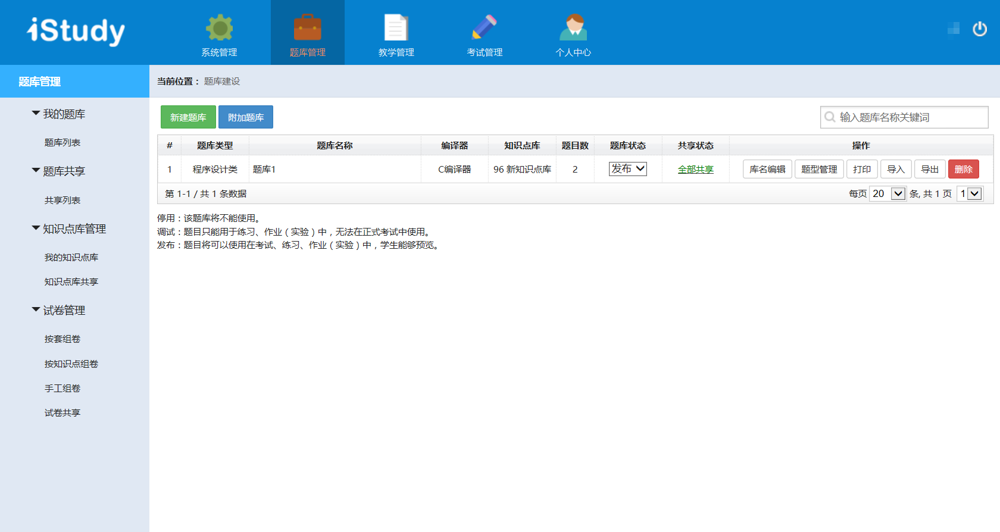 iStudy
系统管理
题库管理
教学管理
考试管理
个人中心
题库管理
当前位置： 题库建设
我的题库
题库列表
题库共享
共享列表
知识点库管理
我的知识点库
知识点库共享
试卷管理
按套组卷
按知识点组卷
手工组卷
试卷共享
新建题库 附加题库 输入题库名称关键词
# 题库类型 题库名称 编译器 知识点库 题目数 题库状态 共享状态 操作
1 程序设计类 题库1 C编译器 96 新知识点库 2 发布 全部共享 库名编辑 题型管理 打印 导入 导出 删除
第 1-1 / 共 1 条数据 每页 20 条, 共 1 页 1
停用：该题库将不能使用。
调试：题目只能用于练习、作业（实验）中，无法在正式考试中使用。
发布：题目将可以使用在考试、练习、作业（实验）中，学生能够预览。